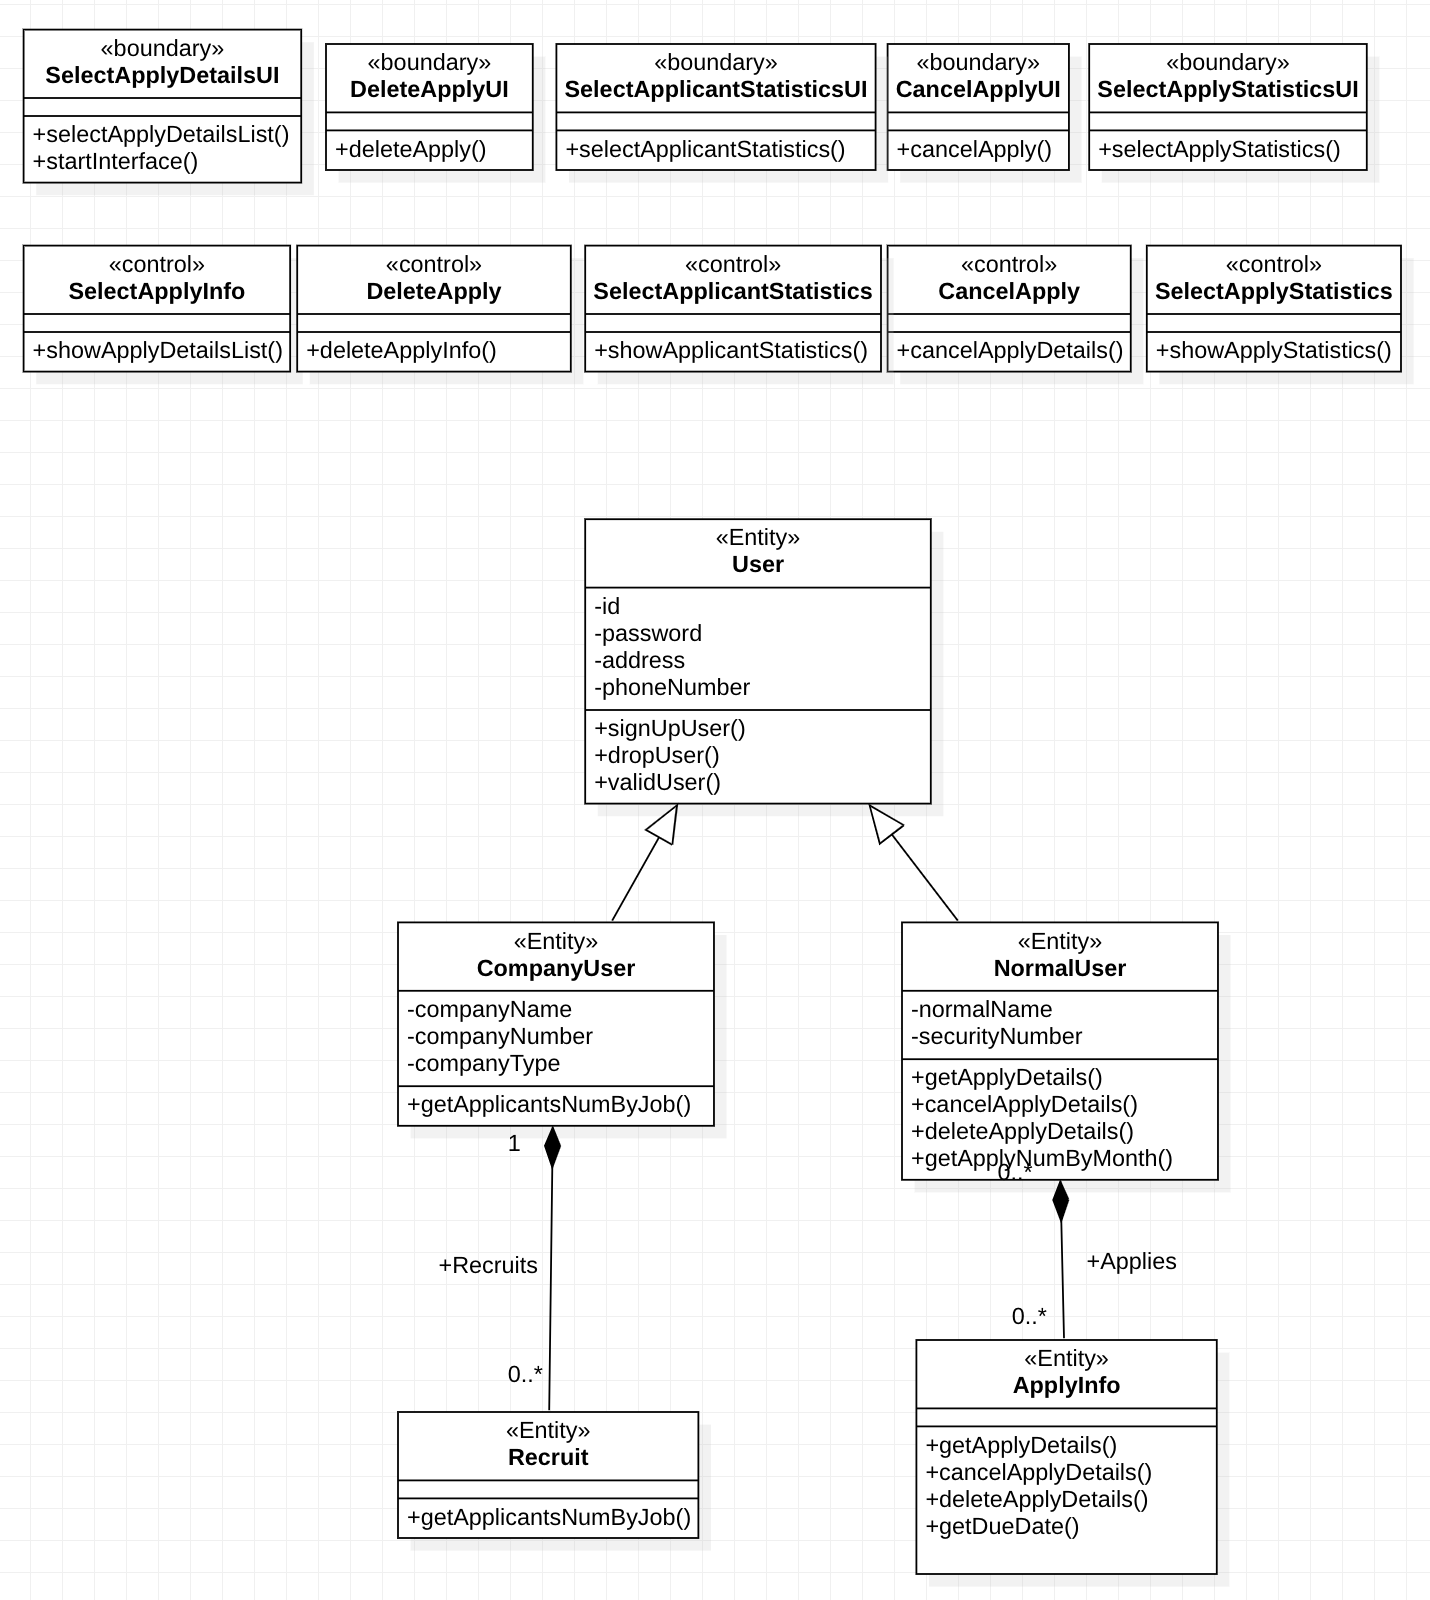 «boundary»
SelectApplyDetailsUI
+selectApplyDetailsList()
+startInterface()
«boundary»
DeleteApplyUI
+deleteApply()
«boundary»
SelectApplicantStatisticsUI
+selectApplicantStatistics()
«boundary»
CancelApplyUI
+cancelApply()
«boundary»
SelectApplyStatisticsUI
+selectApplyStatistics()
«control»
SelectApplyInfo
+showApplyDetailsList()
«control»
DeleteApply
+deleteApplyInfo()
«control»
SelectApplicantStatistics
+showApplicantStatistics()
«control»
CancelApply
+cancelApplyDetails()
«control»
SelectApplyStatistics
+showApplyStatistics()
«Entity»
User
-id
-password
-address
-phoneNumber
+signUpUser()
+dropUser()
+validUser()
«Entity»
CompanyUser
-companyName
-companyNumber
-companyType
+getApplicantsNumByJob()
1
+Recruits
0..*
«Entity»
Recruit
+getApplicantsNumByJob()
«Entity»
NormalUser
-normalName
-securityNumber
+getApplyDetails()
+cancelApplyDetails()
+deleteApplyDetails()
+getApplyNumByMonth()
0..*
+Applies
0..*
«Entity»
ApplyInfo
+getApplyDetails()
+cancelApplyDetails()
+deleteApplyDetails()
+getDueDate()